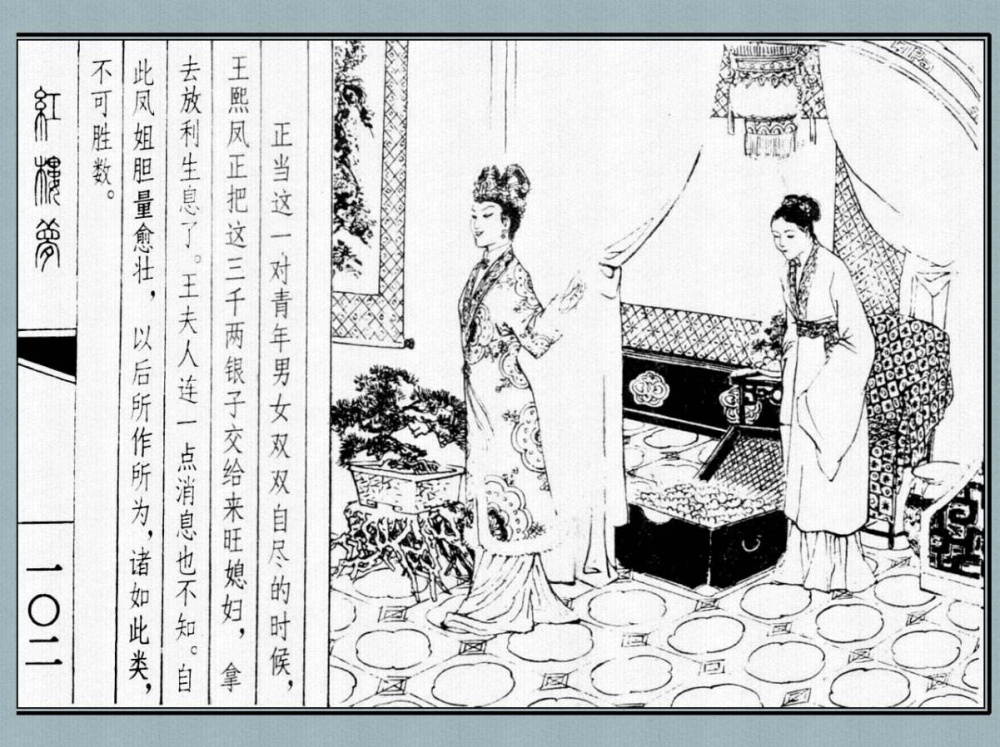 正当这一对青年男女双双自尽的时候，
王熙凤正把这三千两银子交给来旺媳妇，拿
去放利生息了。王夫人连一点消息也不知。自
此凤姐胆量愈壮，以后所作所为，诸如此类，
不可胜数。
紅樓夢
一〇二